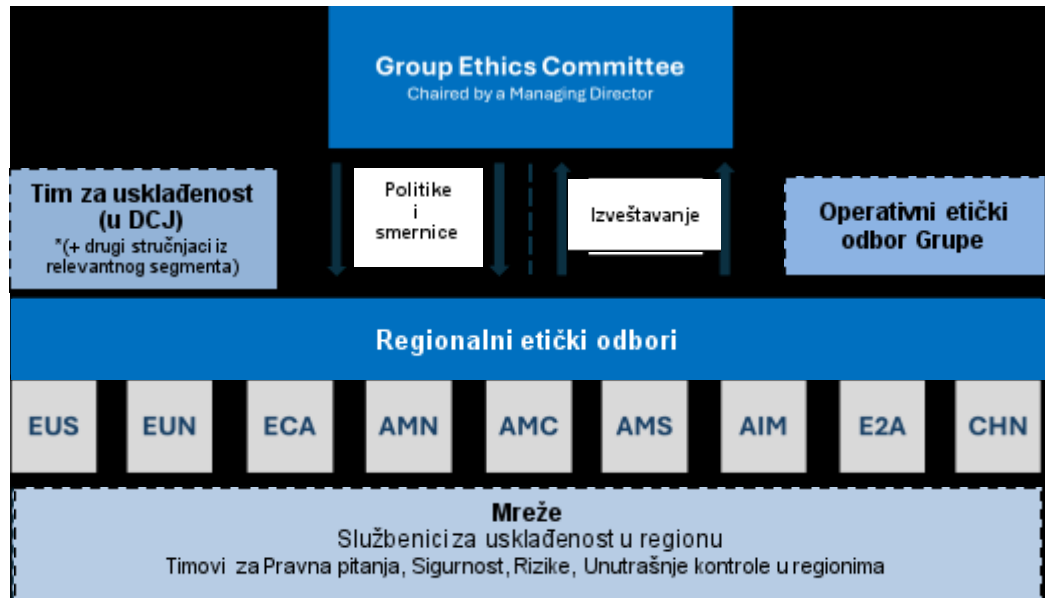 Group Ethics Committee
Chaired by a Managing Director
Tim za usklađenost
(u DCJ)
*(+ drugi stručnjaci iz
relevantnog segmenta)
Politike
i
smernice
Izveštavanje
Operativni etički
odbor Grupe
Regionalni etički odbori
EUS
EUN
ECA
AMN
AMC
AMS
AIM
E2A
CHN
Mreže
Službenici za usklađenost u regionu
Timovi za Pravna pitanja, Sigurnost, Rizike, Unutrašnje kontrole u regionima